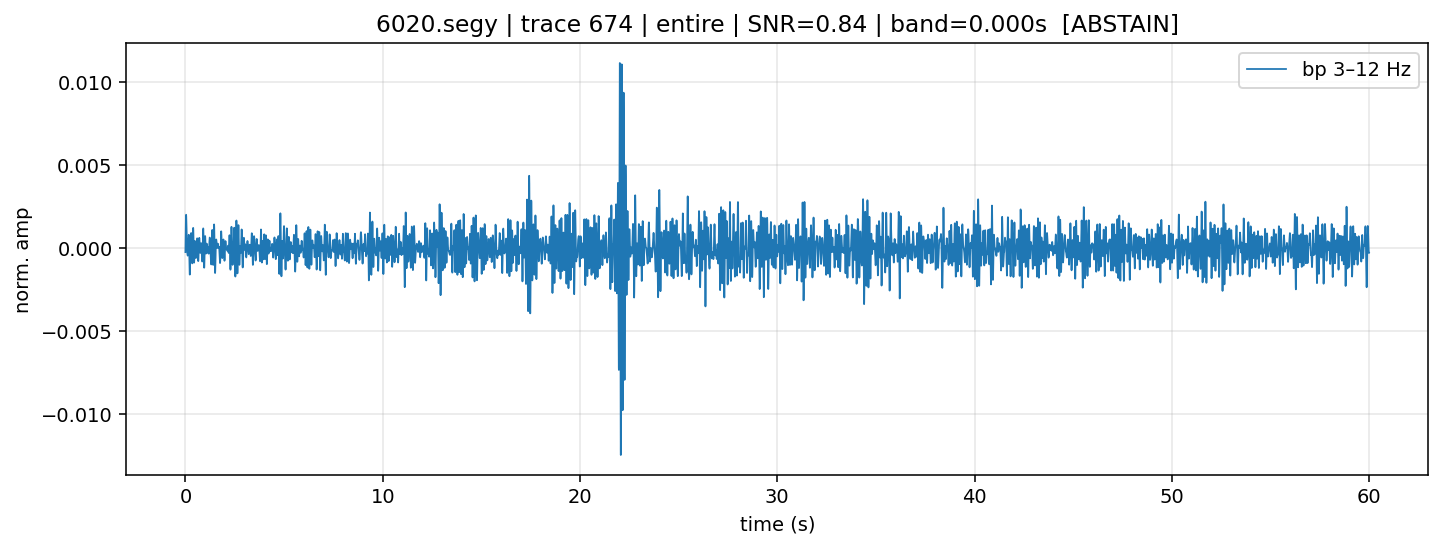 6020.segy | trace 674 | entire | SNR=0.84 | band=0.000s  [ABSTAIN]
bp 3–12 Hz
norm. amp
0.010
0.005
0.000
−0.005
−0.010
0 10 20 30 40 50 60
time (s)